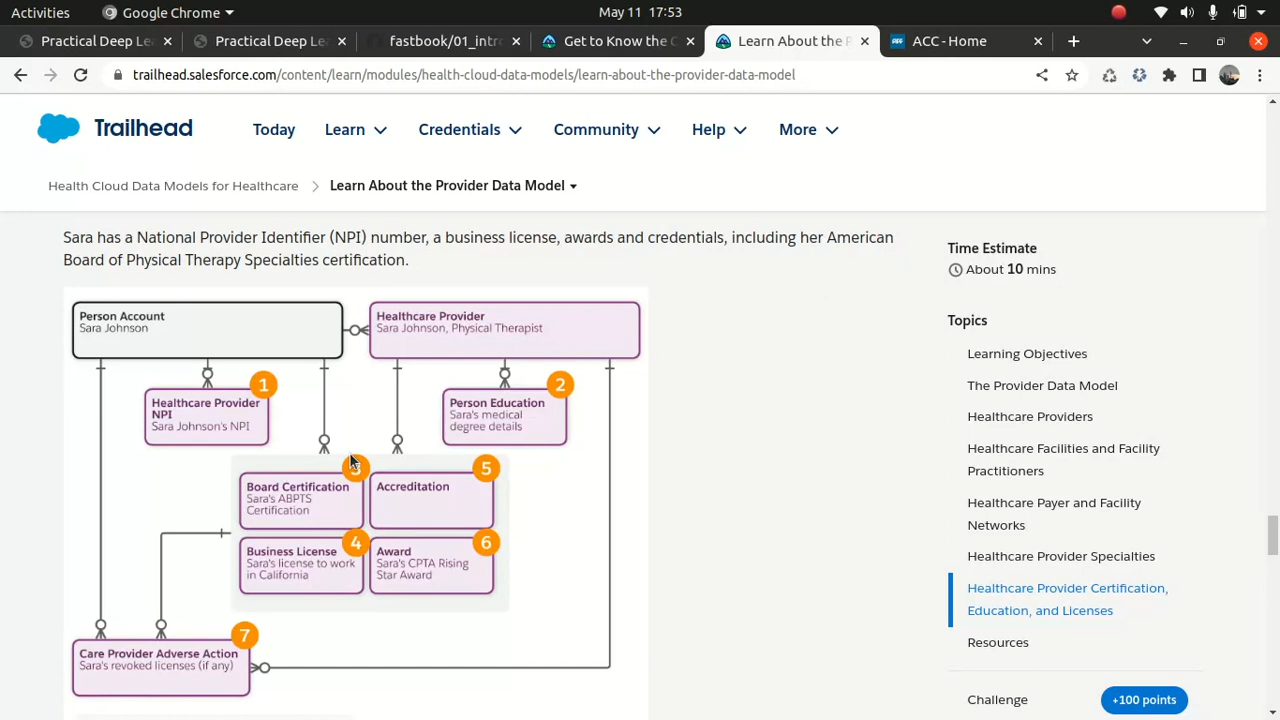 Activities
Google Chrome
May 11 17:53
Practical Deep Le
Practical Deep Le
fastbook/01_intr
Get to Know the C
Learn About the P
ACC - Home
trailhead.salesforce.com/content/learn/modules/health-cloud-data-models/learn-about-the-provider-data-model
Trailhead
Today
Learn
Credentials
Community
Help
More
Health Cloud Data Models for Healthcare
Learn About the Provider Data Model
Sara has a National Provider Identifier (NPI) number, a business license, awards and credentials, including her American
Board of Physical Therapy Specialties certification.
Person Account
Sara Johnson
Healthcare Provider
Sara Johnson, Physical Therapist
1
Healthcare Provider
NPI
Sara Johnson's NPI
2
Person Education
Sara's medical
degree details
3
Board Certification
Sara's ABPTS
Certification
5
Accreditation
4
Business License
Sara's license to work
in California
6
Award
Sara's CPTA Rising
Star Award
7
Care Provider Adverse Action
Sara's revoked licenses (if any)
Time Estimate
About 10 mins
Topics
Learning Objectives
The Provider Data Model
Healthcare Providers
Healthcare Facilities and Facility
Practitioners
Healthcare Payer and Facility
Networks
Healthcare Provider Specialties
Healthcare Provider Certification,
Education, and Licenses
Resources
Challenge
+100 points